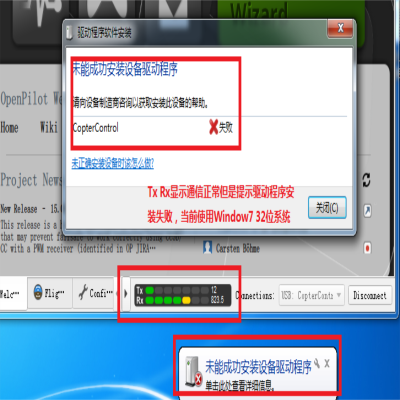 Wizard
驱动程序软件安装
未能成功安装设备驱动程序
请向设备制造商咨询以获取安装此设备的帮助。
CopterControl
失败
未正确安装设备时该怎么做?
Tx Rx显示通信正常但是提示驱动程序安
装失败，当前使用Window7 32位系统
关闭(C)
OpenPilot We
Home Wiki
Project News
New Release - 15.0
This release is a
that may prevent
CC with a PWM receiver (identified in OP JIRA…
Carsten Böhme
Welc… Flig… Confi…
Tx 12
Rx 823.5
Connections: USB: CopterConto Disconnect
未能成功安装设备驱动程序
单击此处查看详细信息。